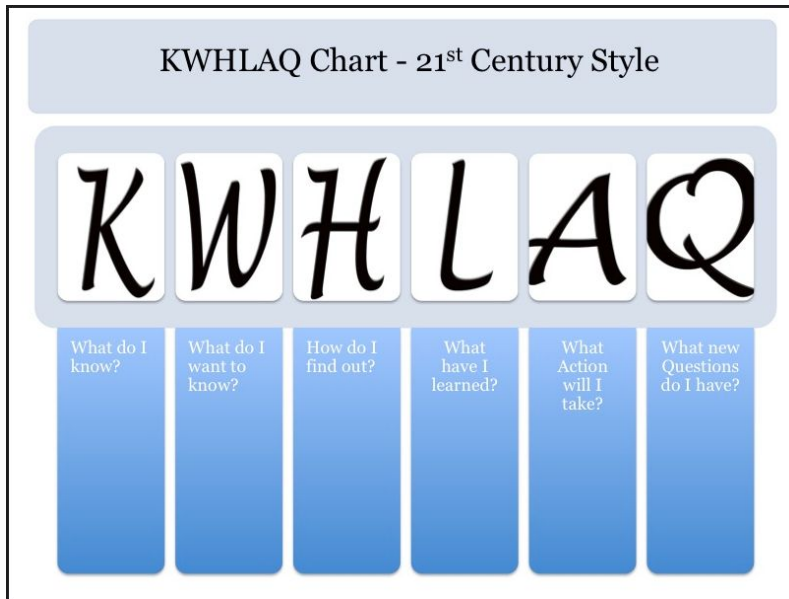 KWHLAQ Chart - 21st Century Style
K W H L A Q
What do I
know?
What do I
want to
know?
How do I
find out?
What
have I
learned?
What
Action
will I
take?
What new
Questions
do I have?